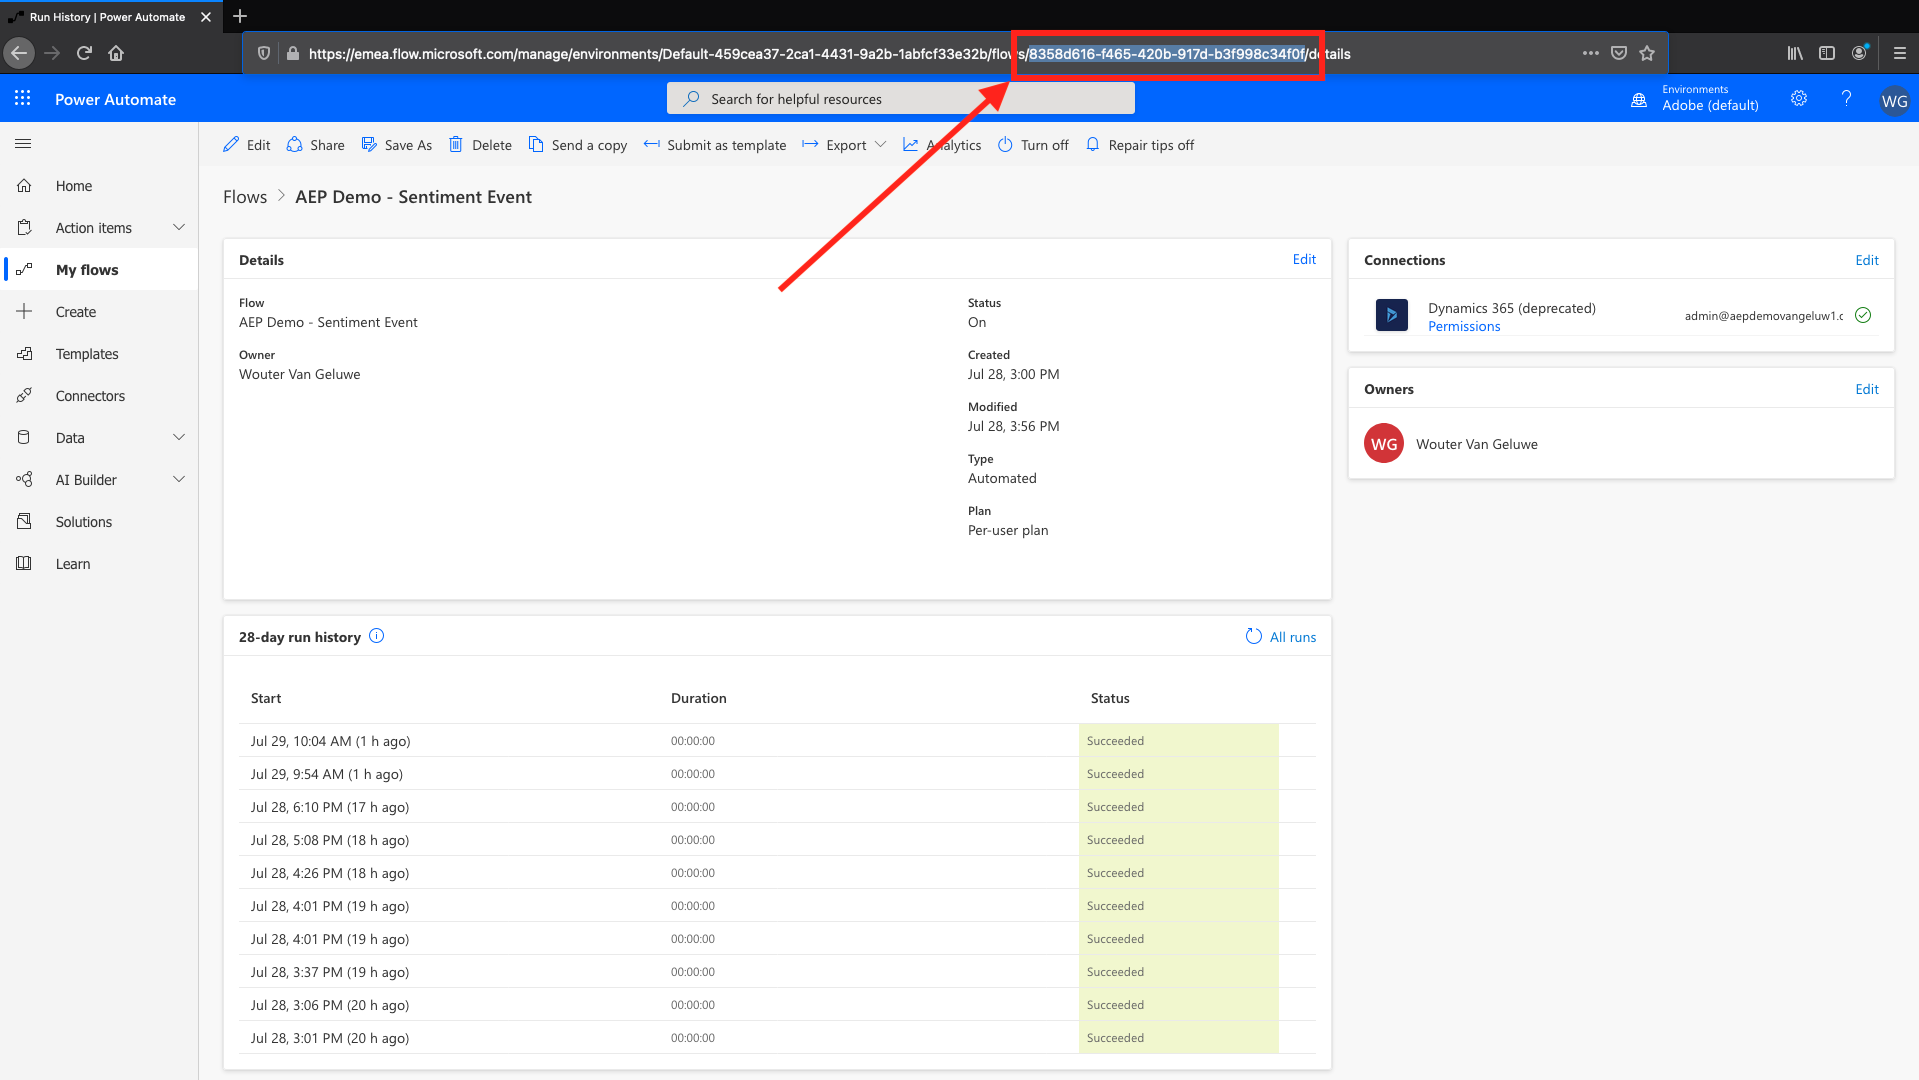 Run History | Power Automate
https://emea.flow.microsoft.com/manage/environments/Default-459cea37-2ca1-4431-9a2b-1abfcf33e32b/flows/8358d616-f465-420b-917d-b3f998c34f0f/details
Power Automate
Search for helpful resources
Environments
Adobe (default)
?
WG
Edit
Share
Save As
Delete
Send a copy
Submit as template
Export
Analytics
Turn off
Repair tips off
Home
Action items
My flows
Create
Templates
Connectors
Data
AI Builder
Solutions
Learn
Flows > AEP Demo - Sentiment Event
Details
Edit
Flow
AEP Demo - Sentiment Event
Owner
Wouter Van Geluwe
Status
On
Created
Jul 28, 3:00 PM
Modified
Jul 28, 3:56 PM
Type
Automated
Plan
Per-user plan
Connections
Edit
Dynamics 365 (deprecated)
Permissions
admin@aepdemovangeluw1.c
Owners
Edit
WG
Wouter Van Geluwe
28-day run history
All runs
Start Duration Status
Jul 29, 10:04 AM (1 h ago) 00:00:00 Succeeded
Jul 29, 9:54 AM (1 h ago) 00:00:00 Succeeded
Jul 28, 6:10 PM (17 h ago) 00:00:00 Succeeded
Jul 28, 5:08 PM (18 h ago) 00:00:00 Succeeded
Jul 28, 4:26 PM (18 h ago) 00:00:00 Succeeded
Jul 28, 4:01 PM (19 h ago) 00:00:00 Succeeded
Jul 28, 4:01 PM (19 h ago) 00:00:00 Succeeded
Jul 28, 3:37 PM (19 h ago) 00:00:00 Succeeded
Jul 28, 3:06 PM (20 h ago) 00:00:00 Succeeded
Jul 28, 3:01 PM (20 h ago) 00:00:00 Succeeded